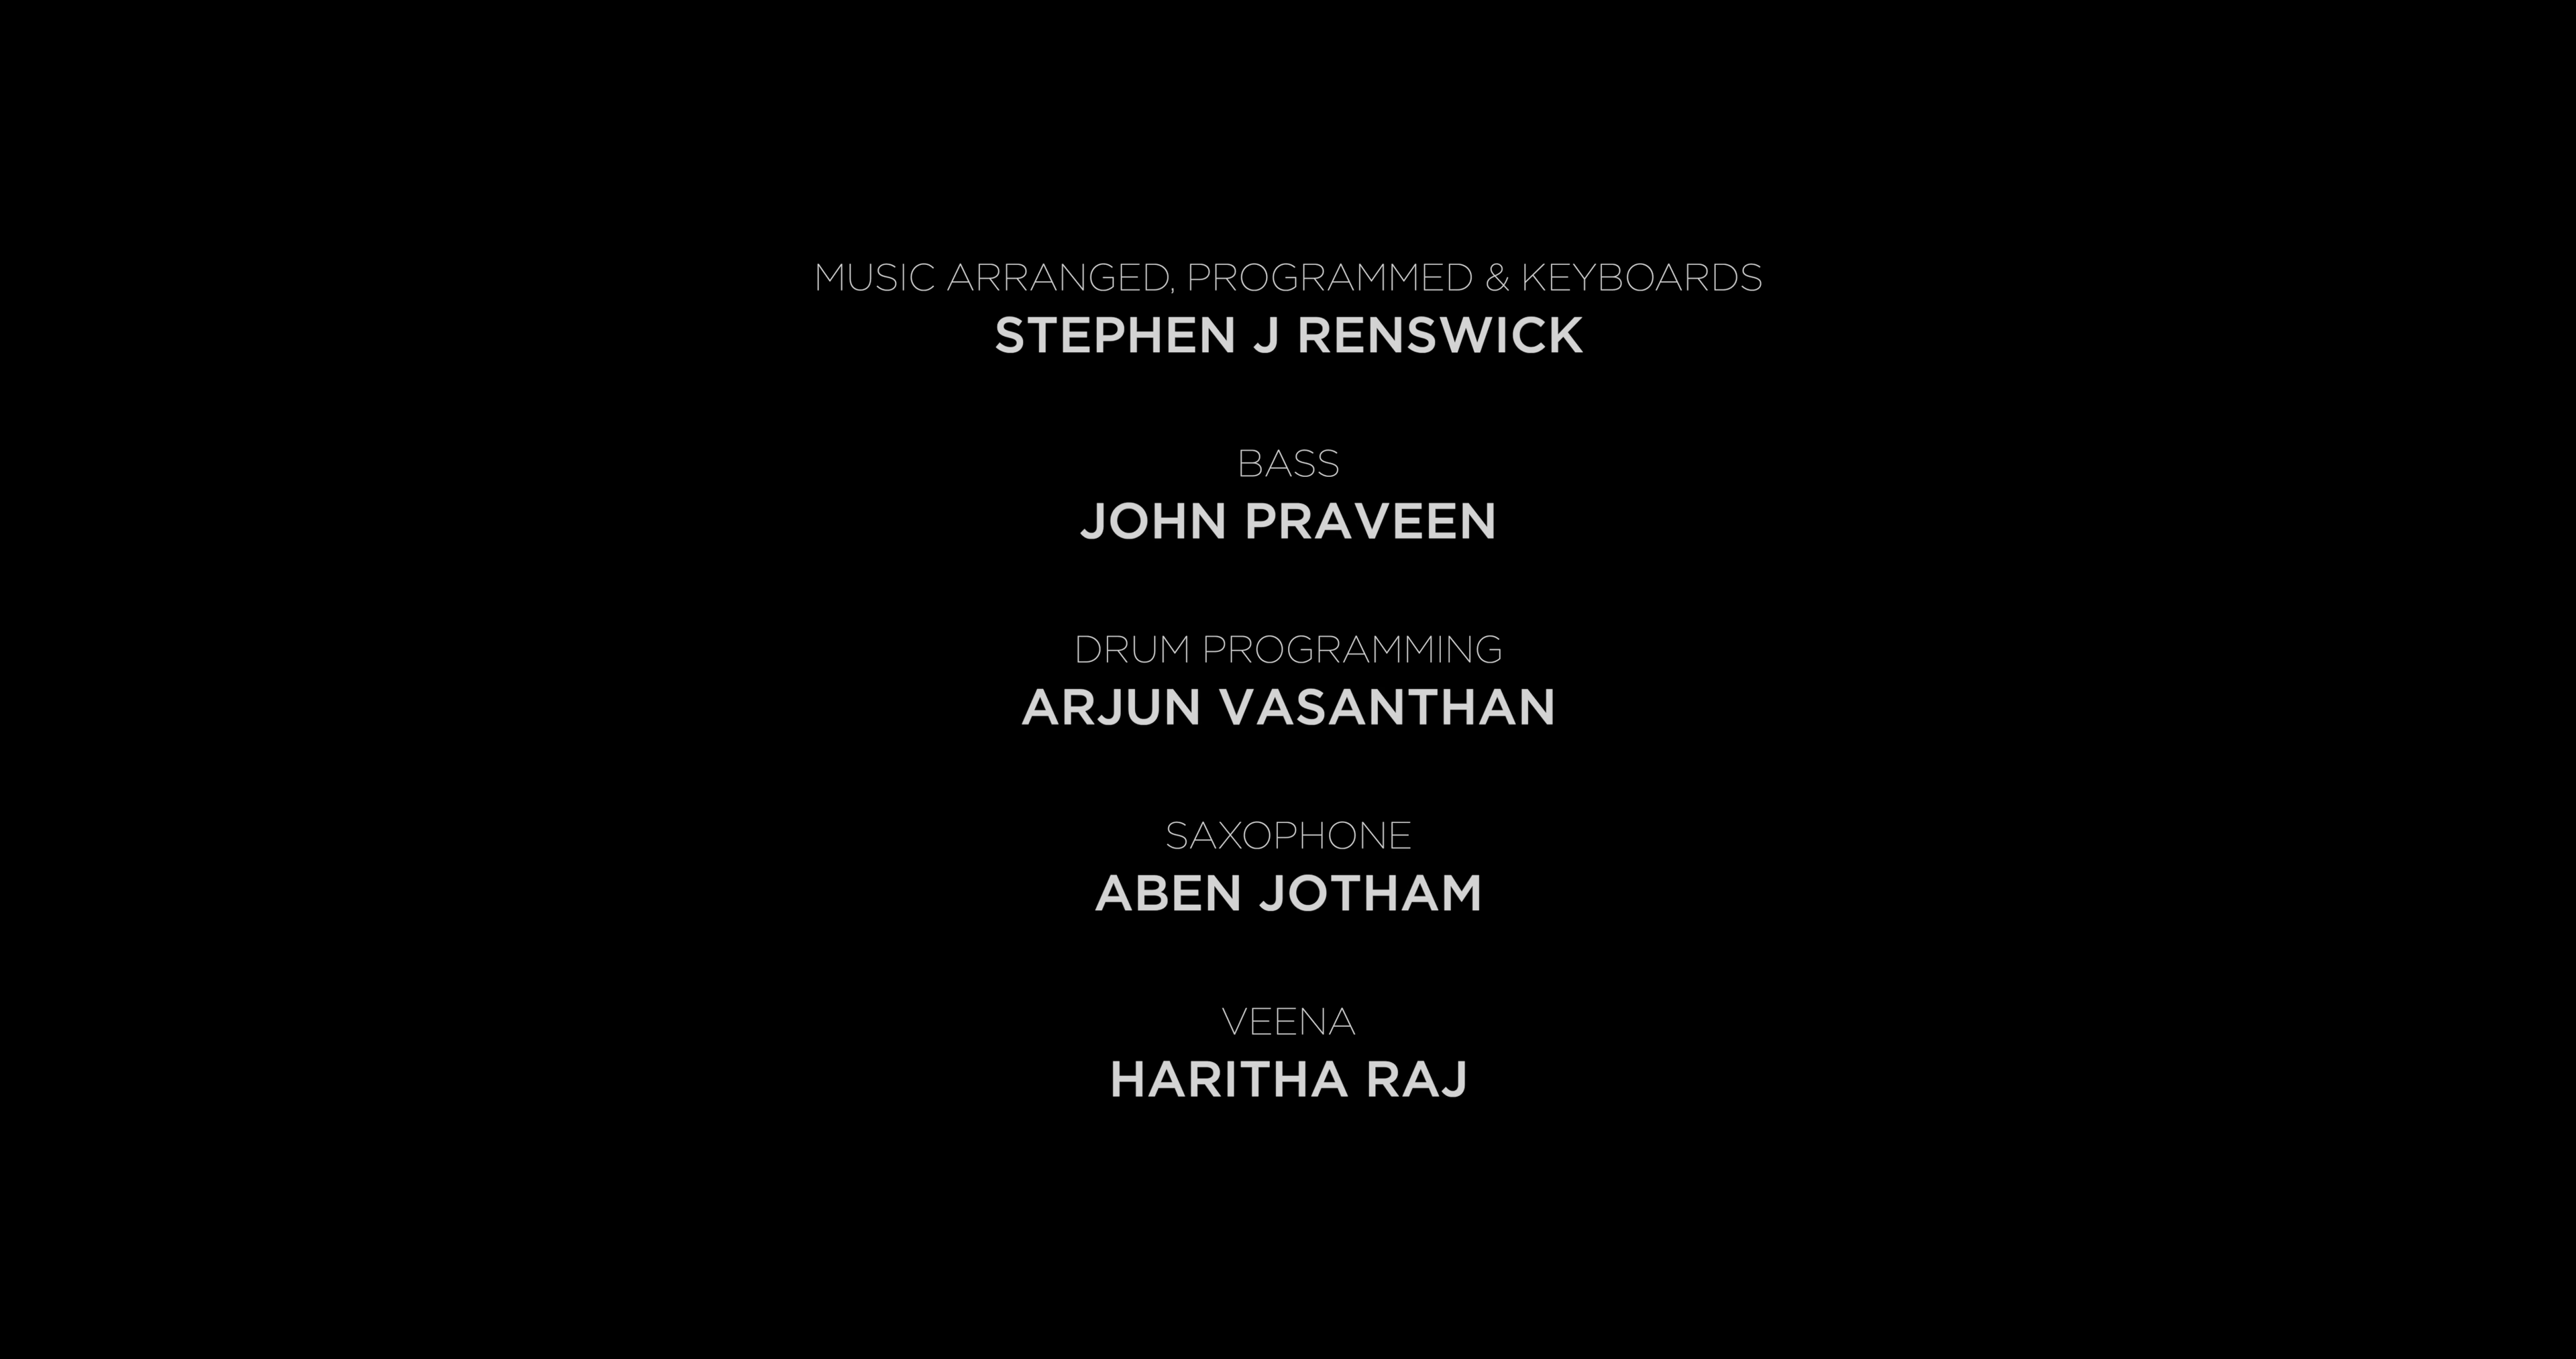 MUSIC ARRANGED, PROGRAMMED & KEYBOARDS
STEPHEN J RENSWICK
BASS
JOHN PRAVEEN
DRUM PROGRAMMING
ARJUN VASANTHAN
SAXOPHONE
ABEN JOTHAM
VEENA
HARITHA RAJ